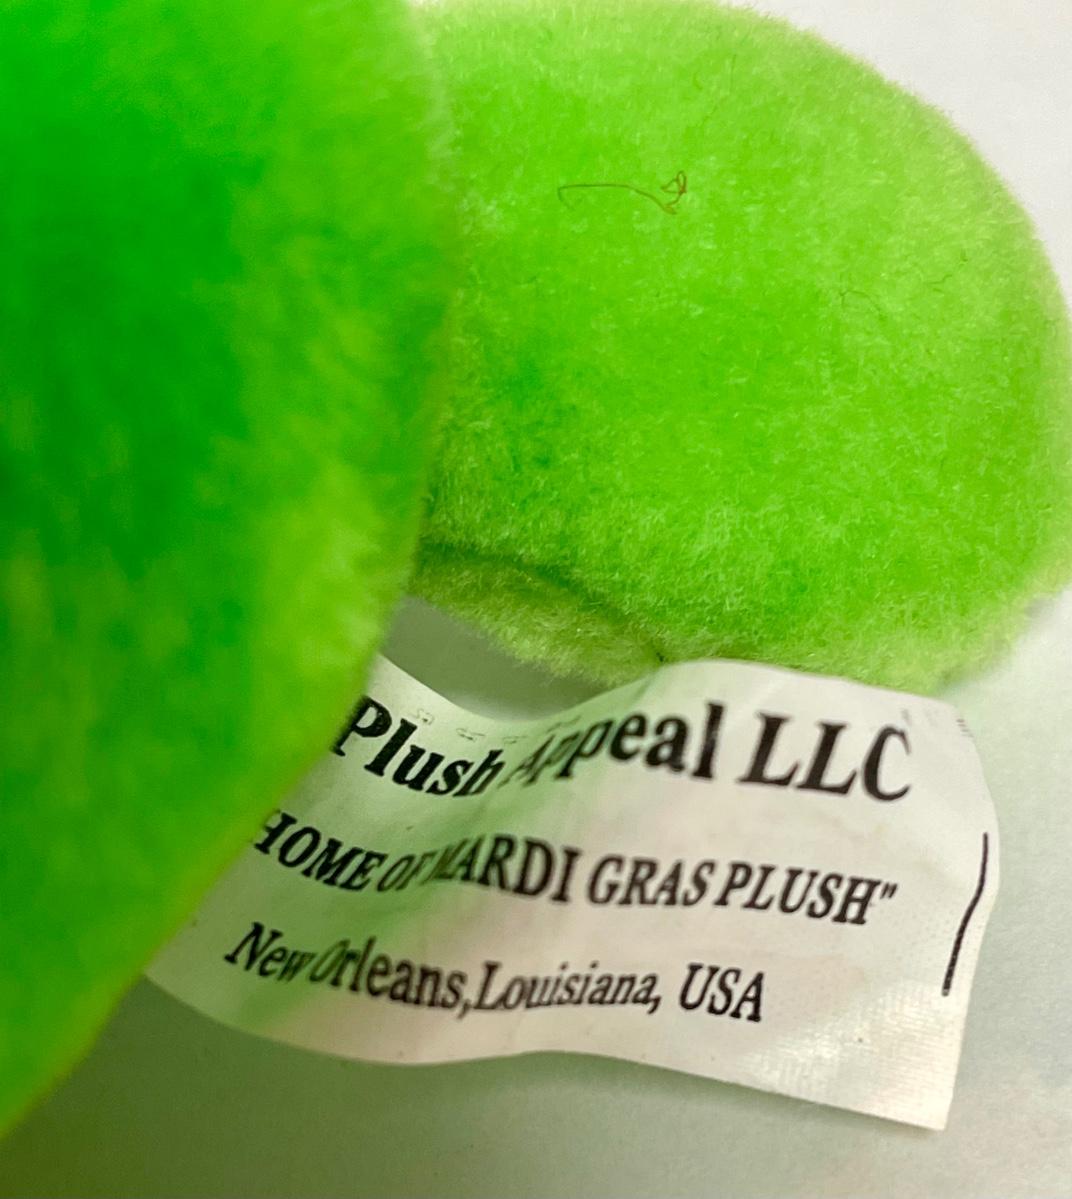 Plush Appeal LLC
HOME OF MARDI GRAS PLUSH"
New Orleans, Louisiana, USA